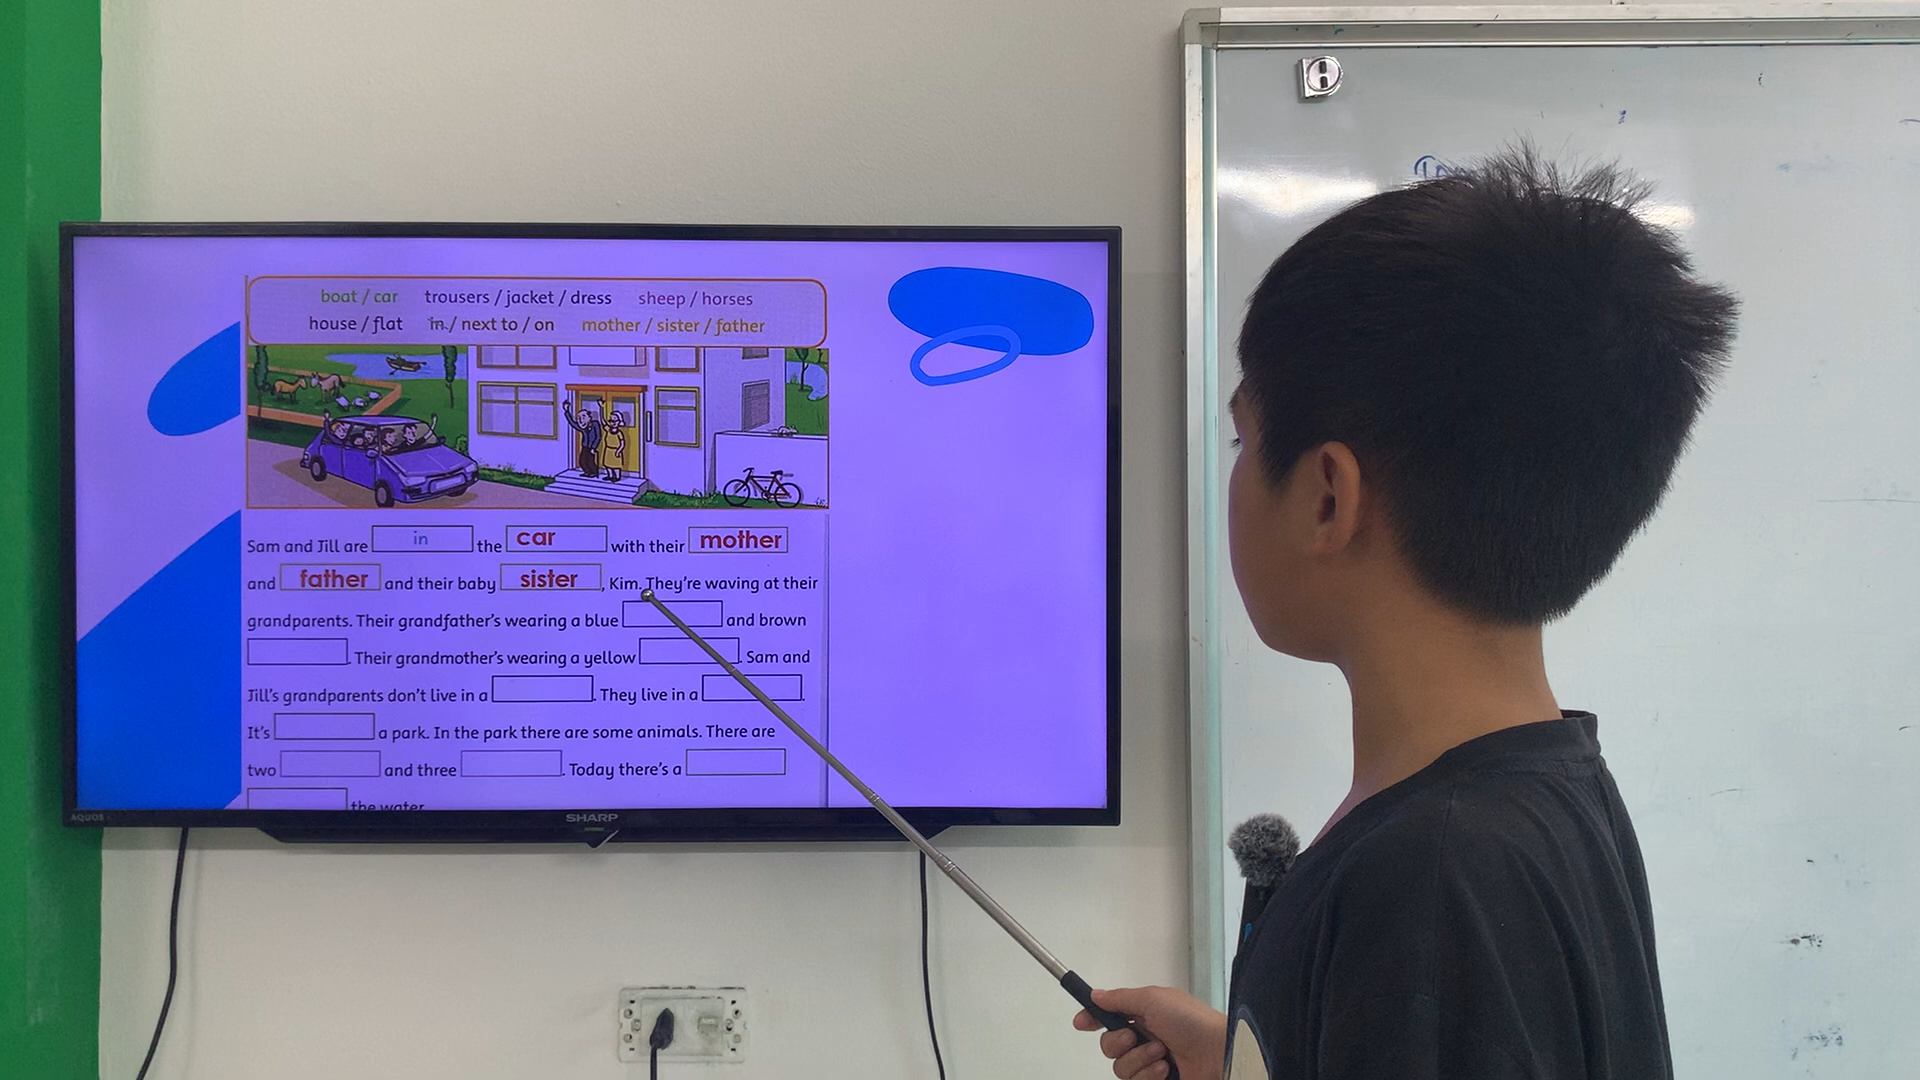 boat / car trousers / jacket / dress sheep / horses
house / flat in / next to / on mother / sister / father
Sam and Jill are in the car with their mother
and father and their baby sister, Kim. They're waving at their
grandparents. Their grandfather's wearing a blue and brown
. Their grandmother's wearing a yellow . Sam and
Jill's grandparents don't live in a . They live in a .
It's a park. In the park there are some animals. There are
two and three . Today there's a
the water
AQUOS SHARP